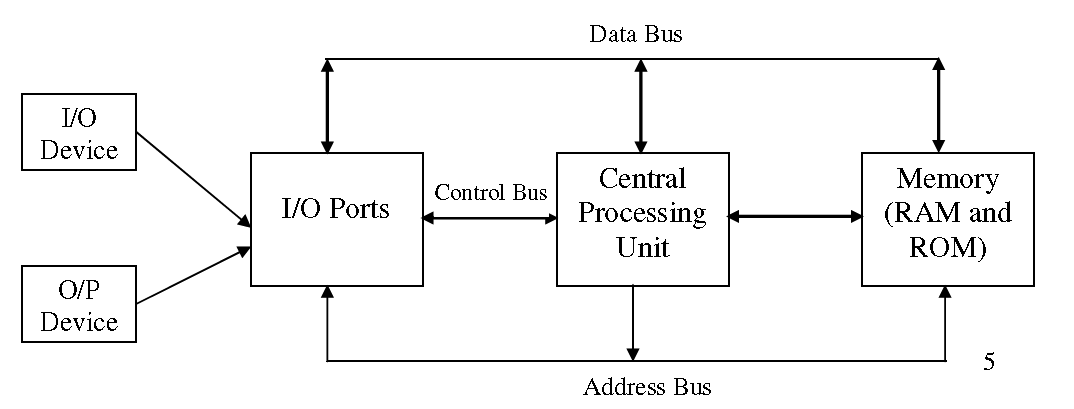 Data Bus
I/O
Device
I/O Ports
Control Bus
Central
Processing
Unit
Memory
(RAM and
ROM)
O/P
Device
5
Address Bus